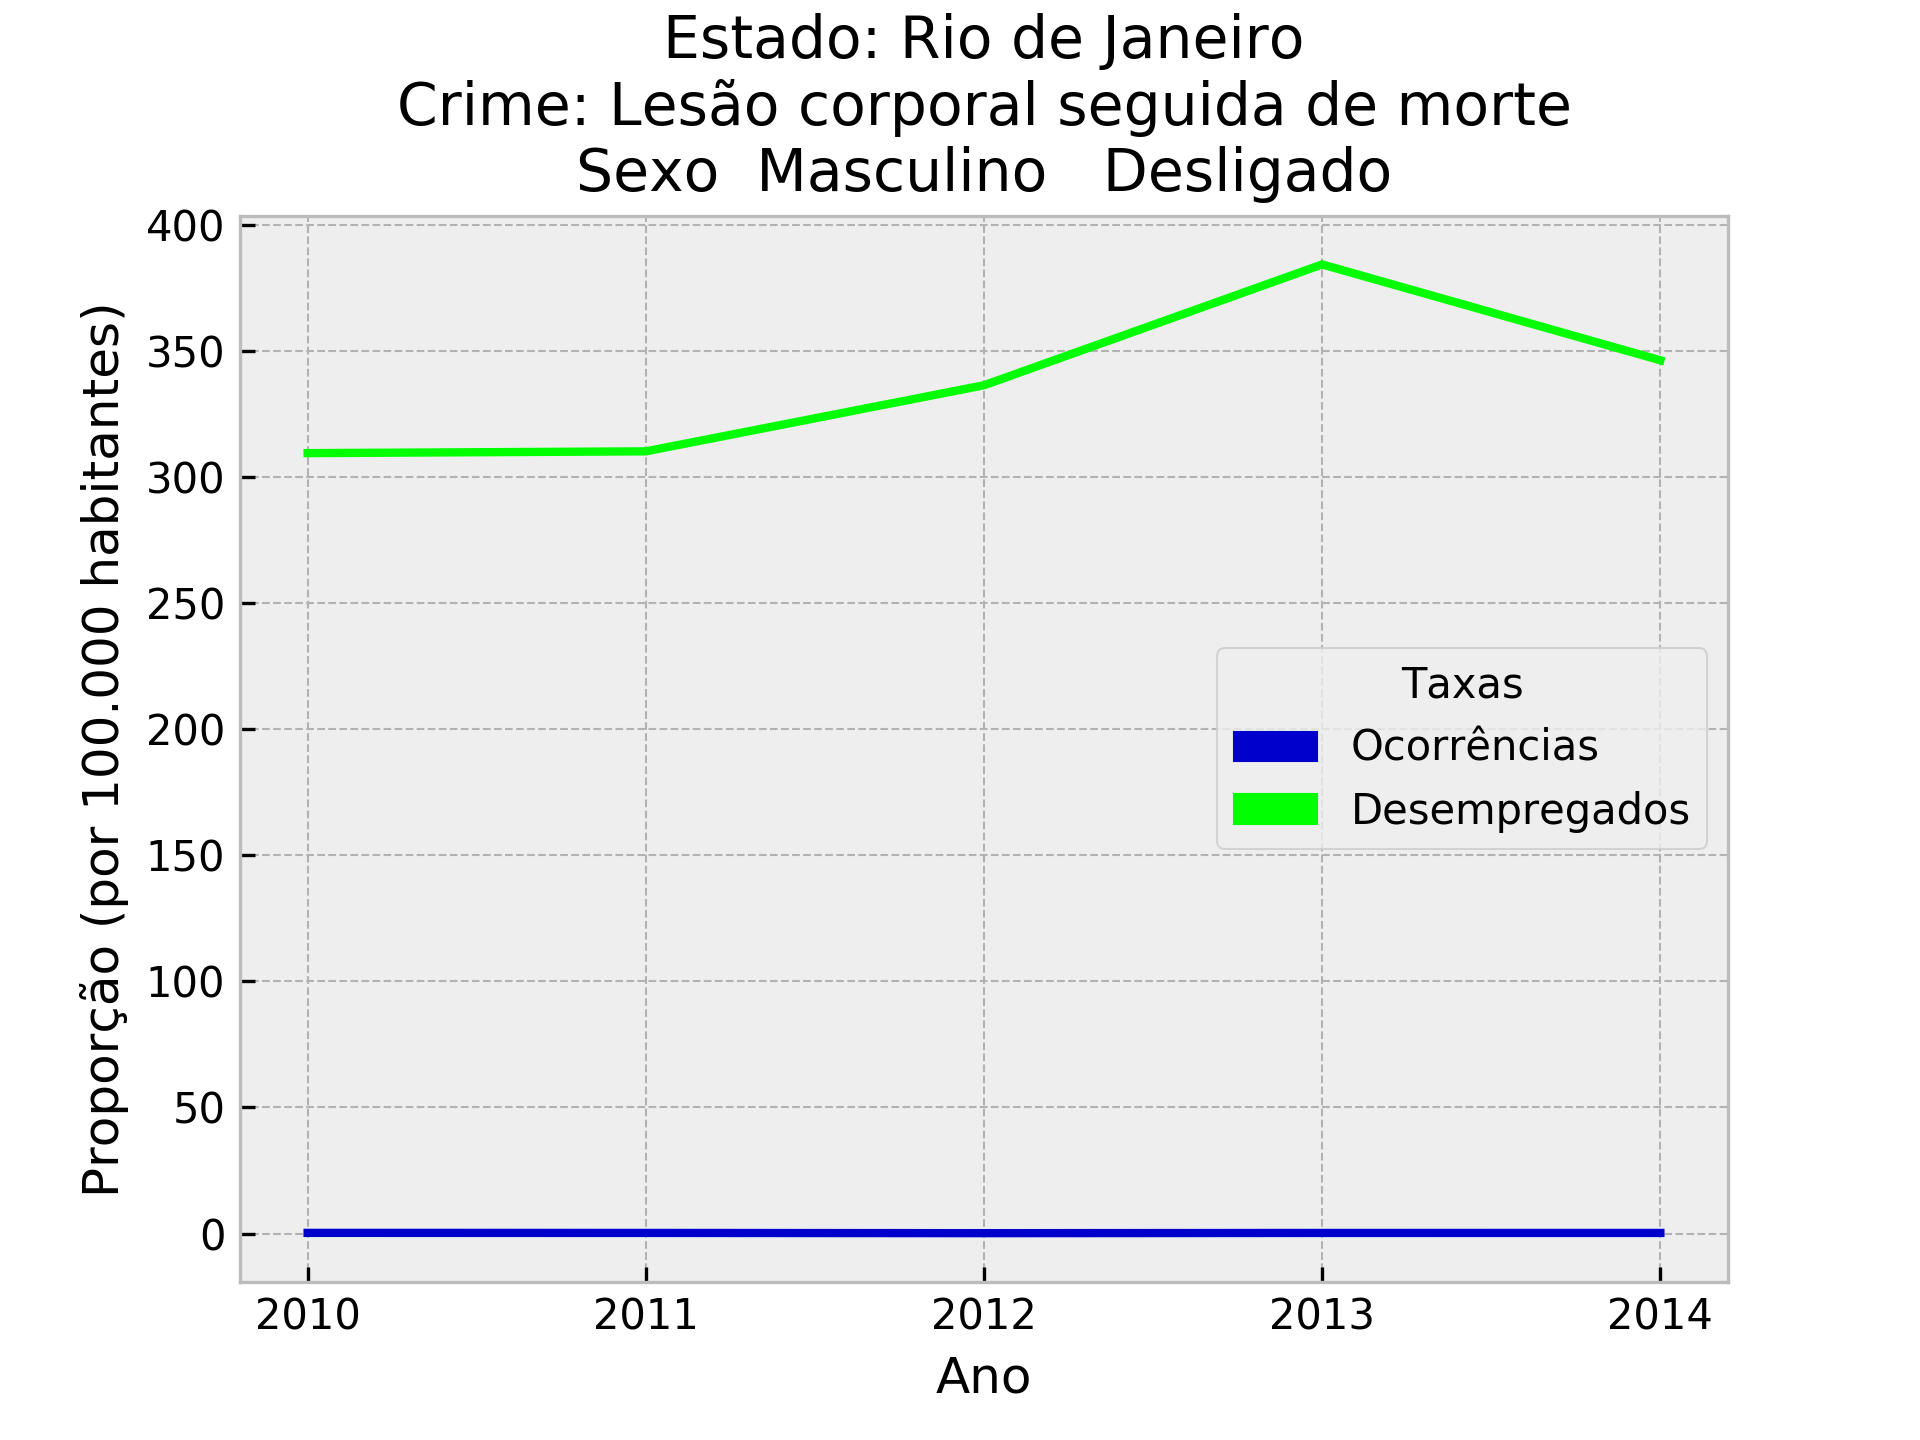 Estado: Rio de Janeiro
Crime: Lesão corporal seguida de morte
Sexo  Masculino   Desligado
400
350
300
250
200
150
100
50
0
Proporção (por 100.000 habitantes)
Taxas
Ocorrências
Desempregados
2010 2011 2012 2013 2014
Ano